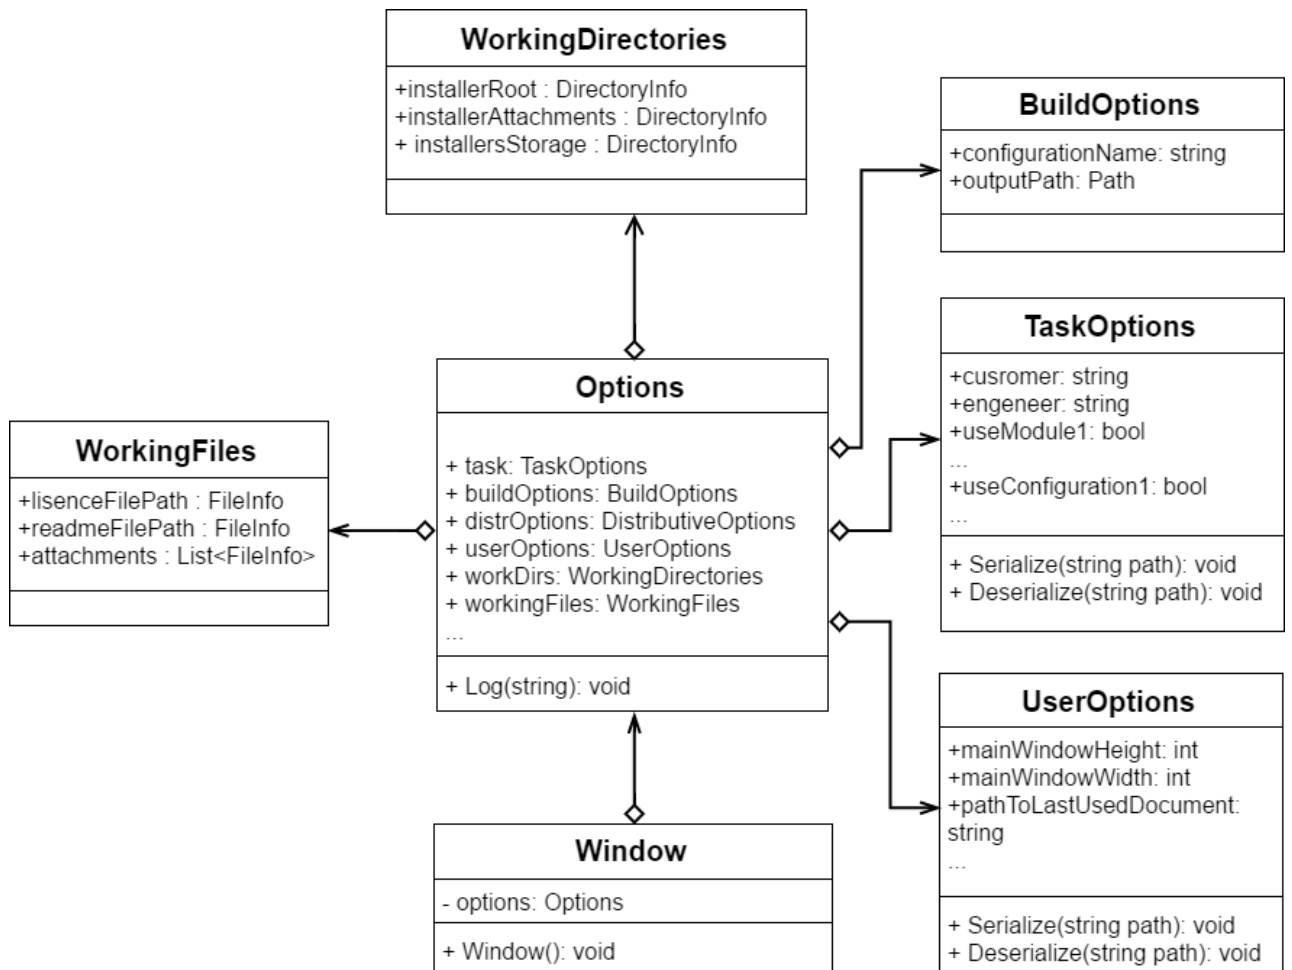 WorkingDirectories
+installerRoot : DirectoryInfo
+installerAttachments : DirectoryInfo
+ installersStorage : DirectoryInfo
BuildOptions
+configurationName: string
+outputPath: Path
TaskOptions
+cusromer: string
+engeneer: string
+useModule1: bool
...
+useConfiguration1: bool
...
+ Serialize(string path): void
+ Deserialize(string path): void
Options
+ task: TaskOptions
+ buildOptions: BuildOptions
+ distrOptions: DistributiveOptions
+ userOptions: UserOptions
+ workDirs: WorkingDirectories
+ workingFiles: WorkingFiles
...
+ Log(string): void
WorkingFiles
+lisenceFilePath : FileInfo
+readmeFilePath : FileInfo
+attachments : List<FileInfo>
UserOptions
+mainWindowHeight: int
+mainWindowWidth: int
+pathToLastUsedDocument:
string
...
+ Serialize(string path): void
+ Deserialize(string path): void
Window
- options: Options
+ Window(): void